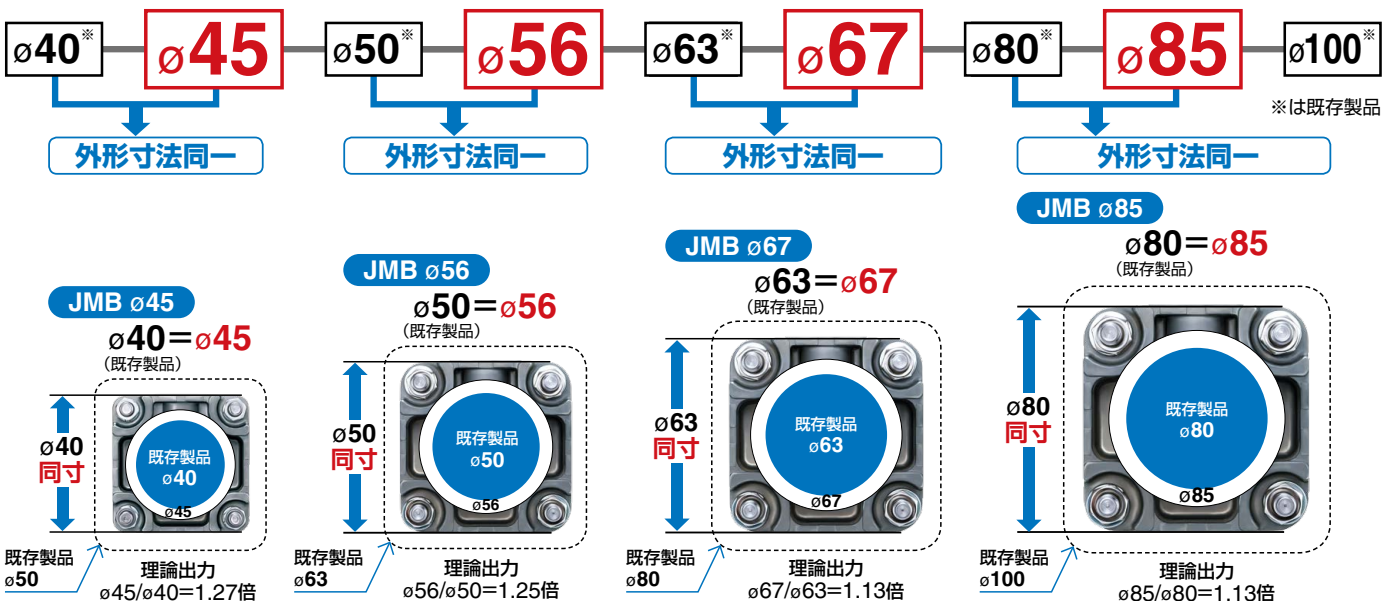 ø40※ ø45 ø50※ ø56 ø63※ ø67 ø80※ ø85 ø100※
※は既存製品
外形寸法同一 外形寸法同一 外形寸法同一 外形寸法同一
JMB ø45
ø40=ø45
(既存製品)
ø40
同寸
既存製品
ø40
ø45
既存製品
ø50
理論出力
ø45/ø40=1.27倍
JMB ø56
ø50=ø56
(既存製品)
ø50
同寸
既存製品
ø50
ø56
既存製品
ø63
理論出力
ø56/ø50=1.25倍
JMB ø67
ø63=ø67
(既存製品)
ø63
同寸
既存製品
ø63
ø67
既存製品
ø80
理論出力
ø67/ø63=1.13倍
JMB ø85
ø80=ø85
(既存製品)
ø80
同寸
既存製品
ø80
ø85
既存製品
ø100
理論出力
ø85/ø80=1.13倍